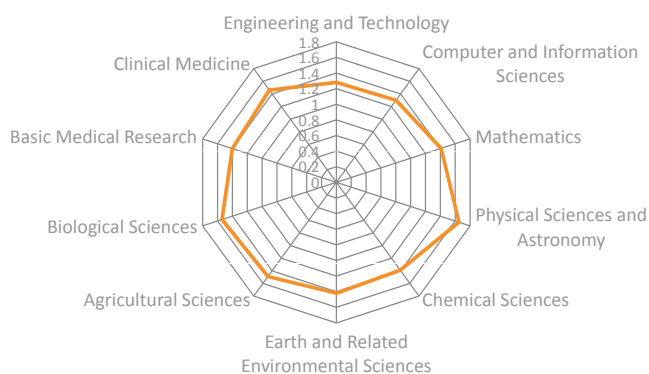 Engineering and Technology
1.8
1.6
1.4
1.2
1
0.8
0.6
0.4
0.2
0
Computer and Information
Sciences
Mathematics
Physical Sciences and
Astronomy
Chemical Sciences
Earth and Related
Environmental Sciences
Agricultural Sciences
Biological Sciences
Basic Medical Research
Clinical Medicine